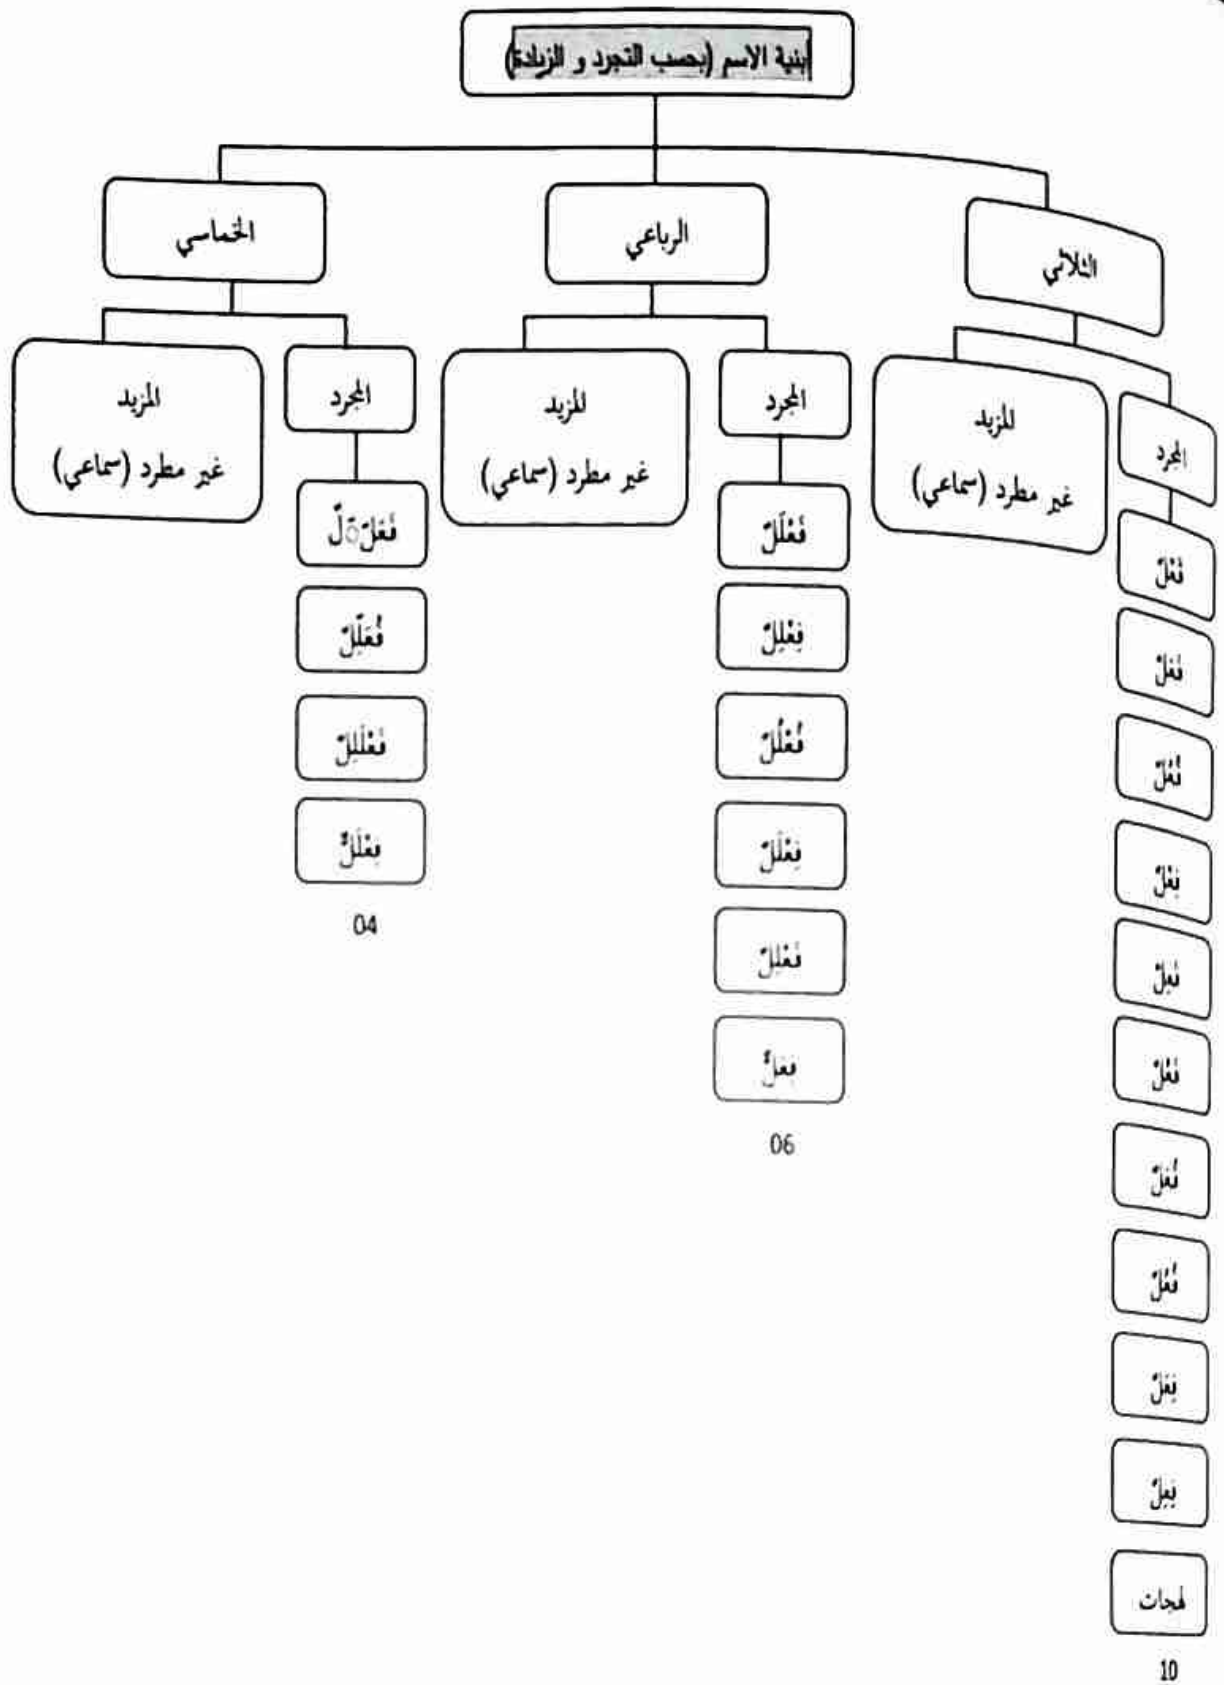 أبنية الاسم (بحسب التجرد و الزيادة)
الثلاثي
الرباعي
الخماسي
المجرد
المزيد
غير مطرد (سماعي)
فَعْلٌ
فَعَلٌ
فُعْلٌ
فِعْلٌ
فَعِلٌ
فَعُلٌ
فُعَلٌ
فُعُلٌ
فِعَلٌ
فِعِلٌ
لهجات
10
المجرد
المزيد
غير مطرد (سماعي)
فَعْلَلٌ
فِعْلِلٌ
فُعْلُلٌ
فِعْلَلٌ
فِعَلٌّ
06
المجرد
المزيد
غير مطرد (سماعي)
فُعَلِّلٌ
فَعْلَلِلٌ
فِعْلَلٌّ
04